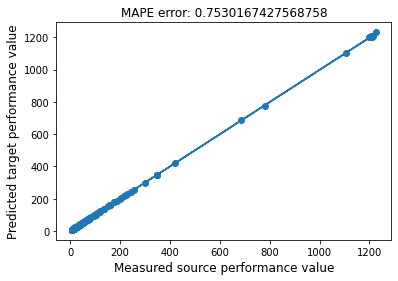 MAPE error: 0.7530167427568758
Predicted target performance value
1200
1000
800
600
400
200
0
0 200 400 600 800 1000 1200
Measured source performance value